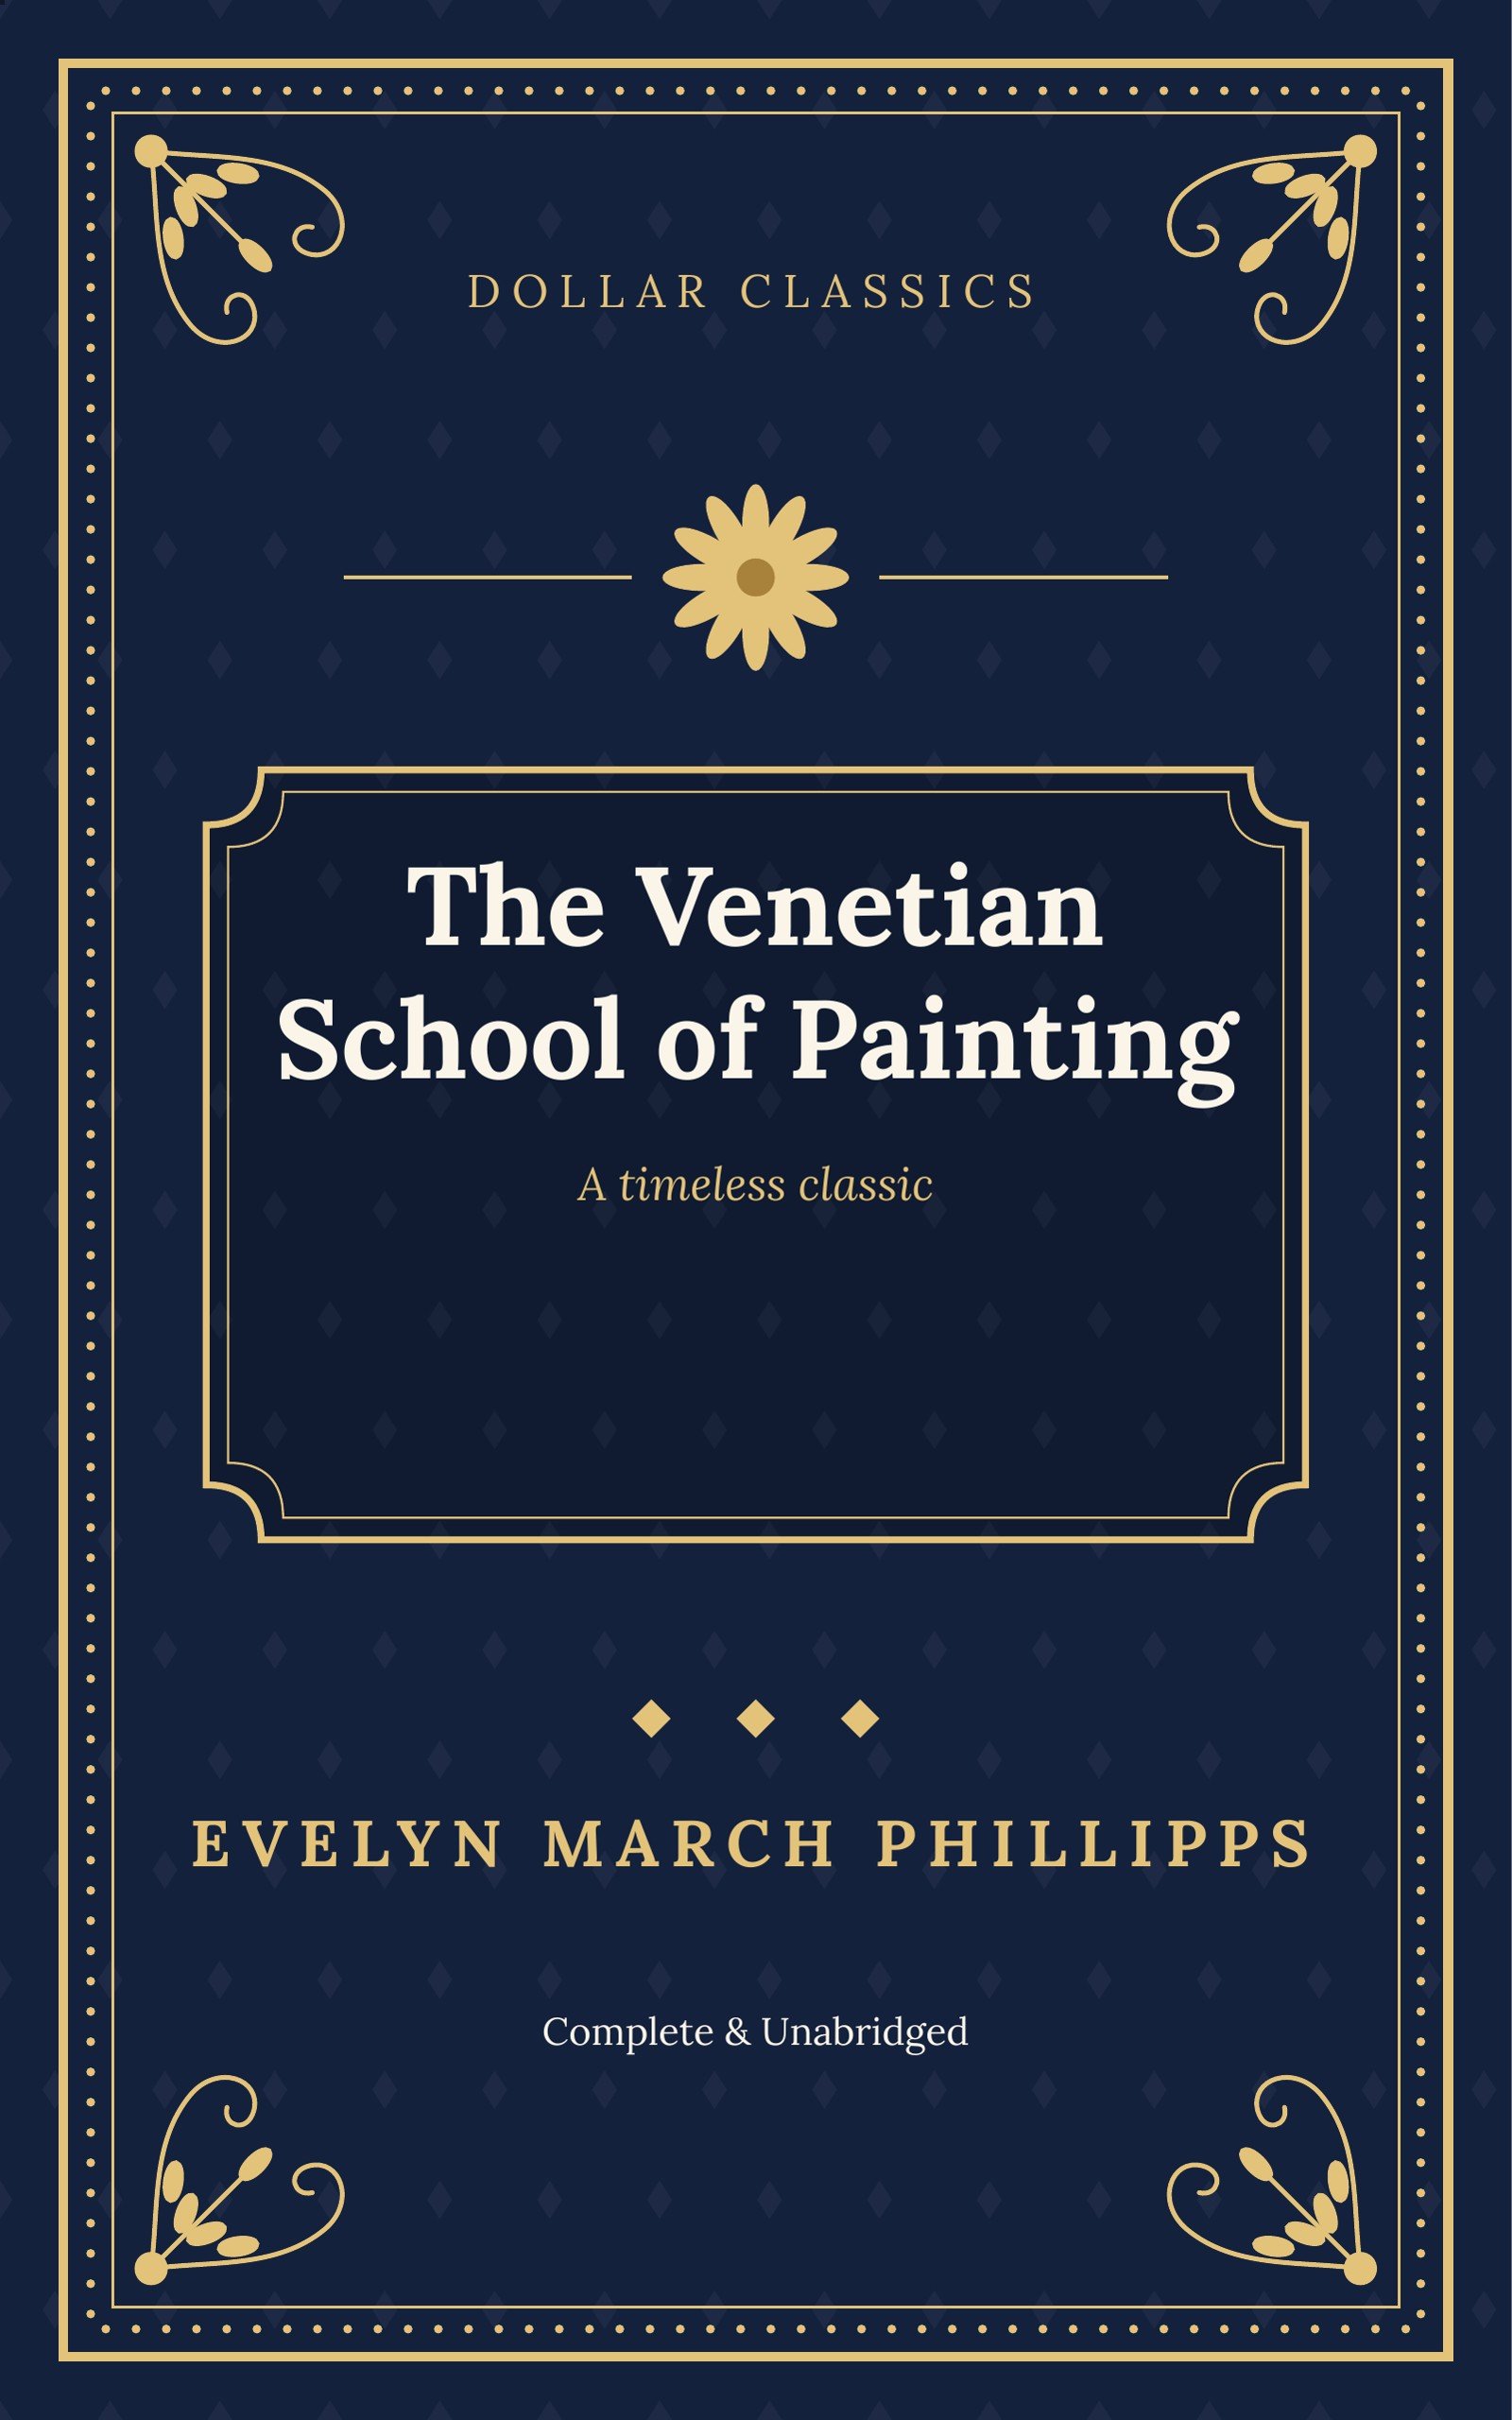 DOLLAR CLASSICS
The Venetian
School of Painting
A timeless classic
EVELYN MARCH PHILLIPPS
Complete & Unabridged